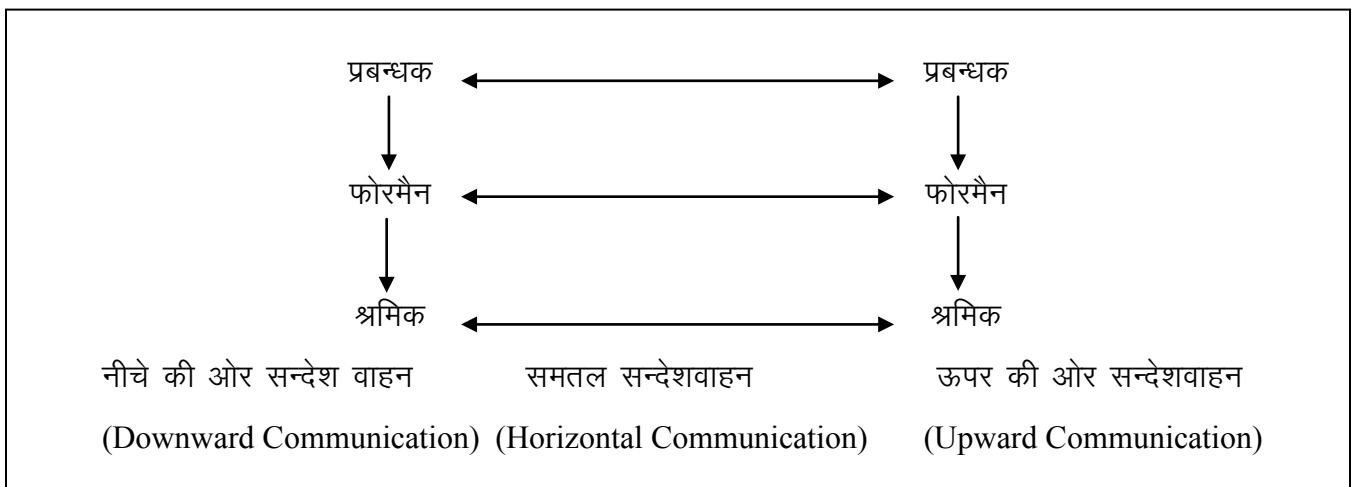 प्रबन्धक प्रबन्धक
फोरमैन फोरमैन
श्रमिक श्रमिक
नीचे की ओर सन्देश वाहन समतल सन्देशवाहन ऊपर की ओर सन्देशवाहन
(Downward Communication) (Horizontal Communication) (Upward Communication)